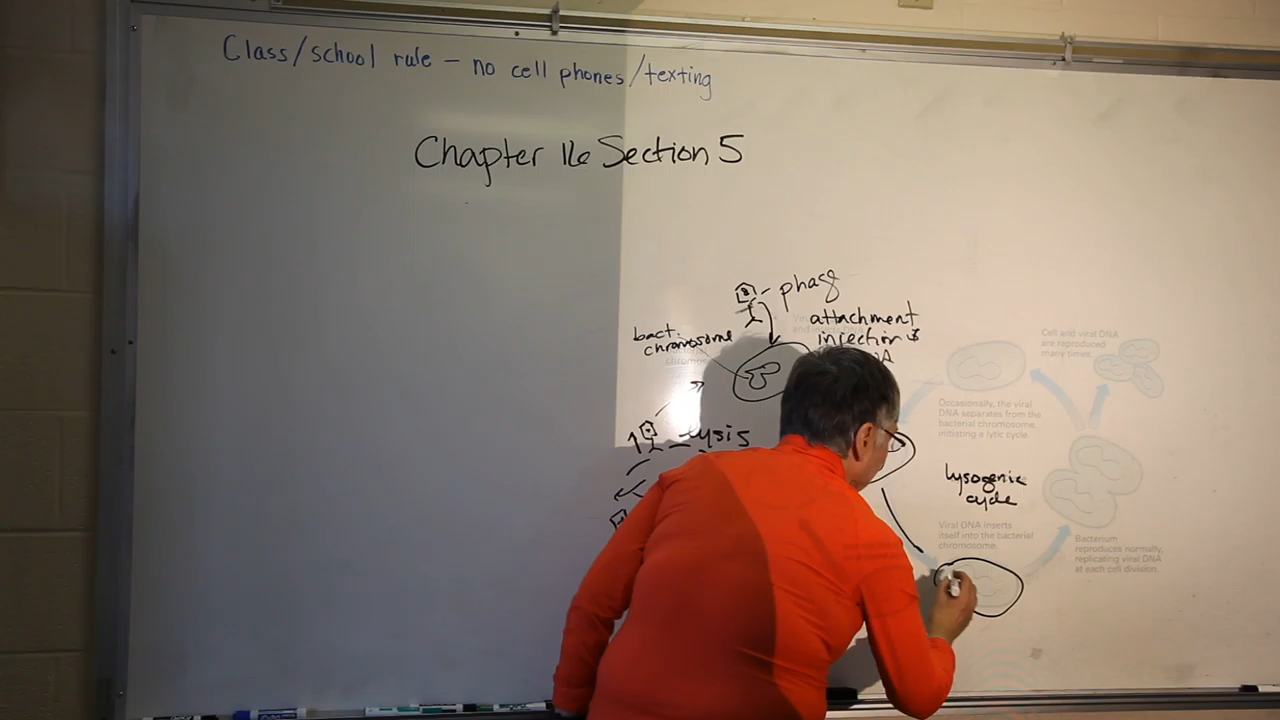 Class/school rule - no cell phones/texting
Chapter 16 Section 5
phag
attachment
injection $
bact.
chromosome
lysis
Cell and viral DNA
are reproduced
many times.
Occasionally, the viral
DNA separates from the
bacterial chromosome,
initiating a lytic cycle.
lysogenic
cycle
Viral DNA inserts
itself into the bacterial
chromosome.
Bacterium
reproduces normally,
replicating viral DNA
at each cell division.